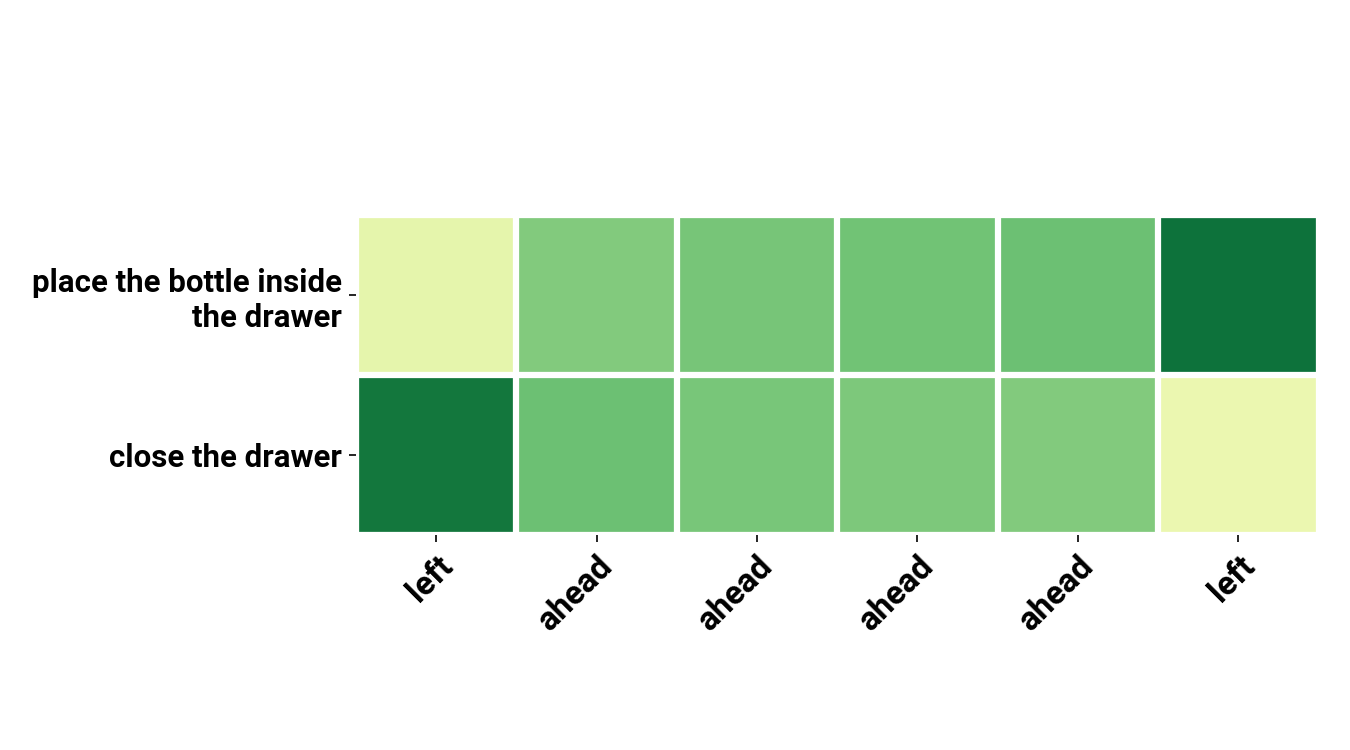 place the bottle inside
the drawer
close the drawer
left
ahead
ahead
ahead
ahead
left